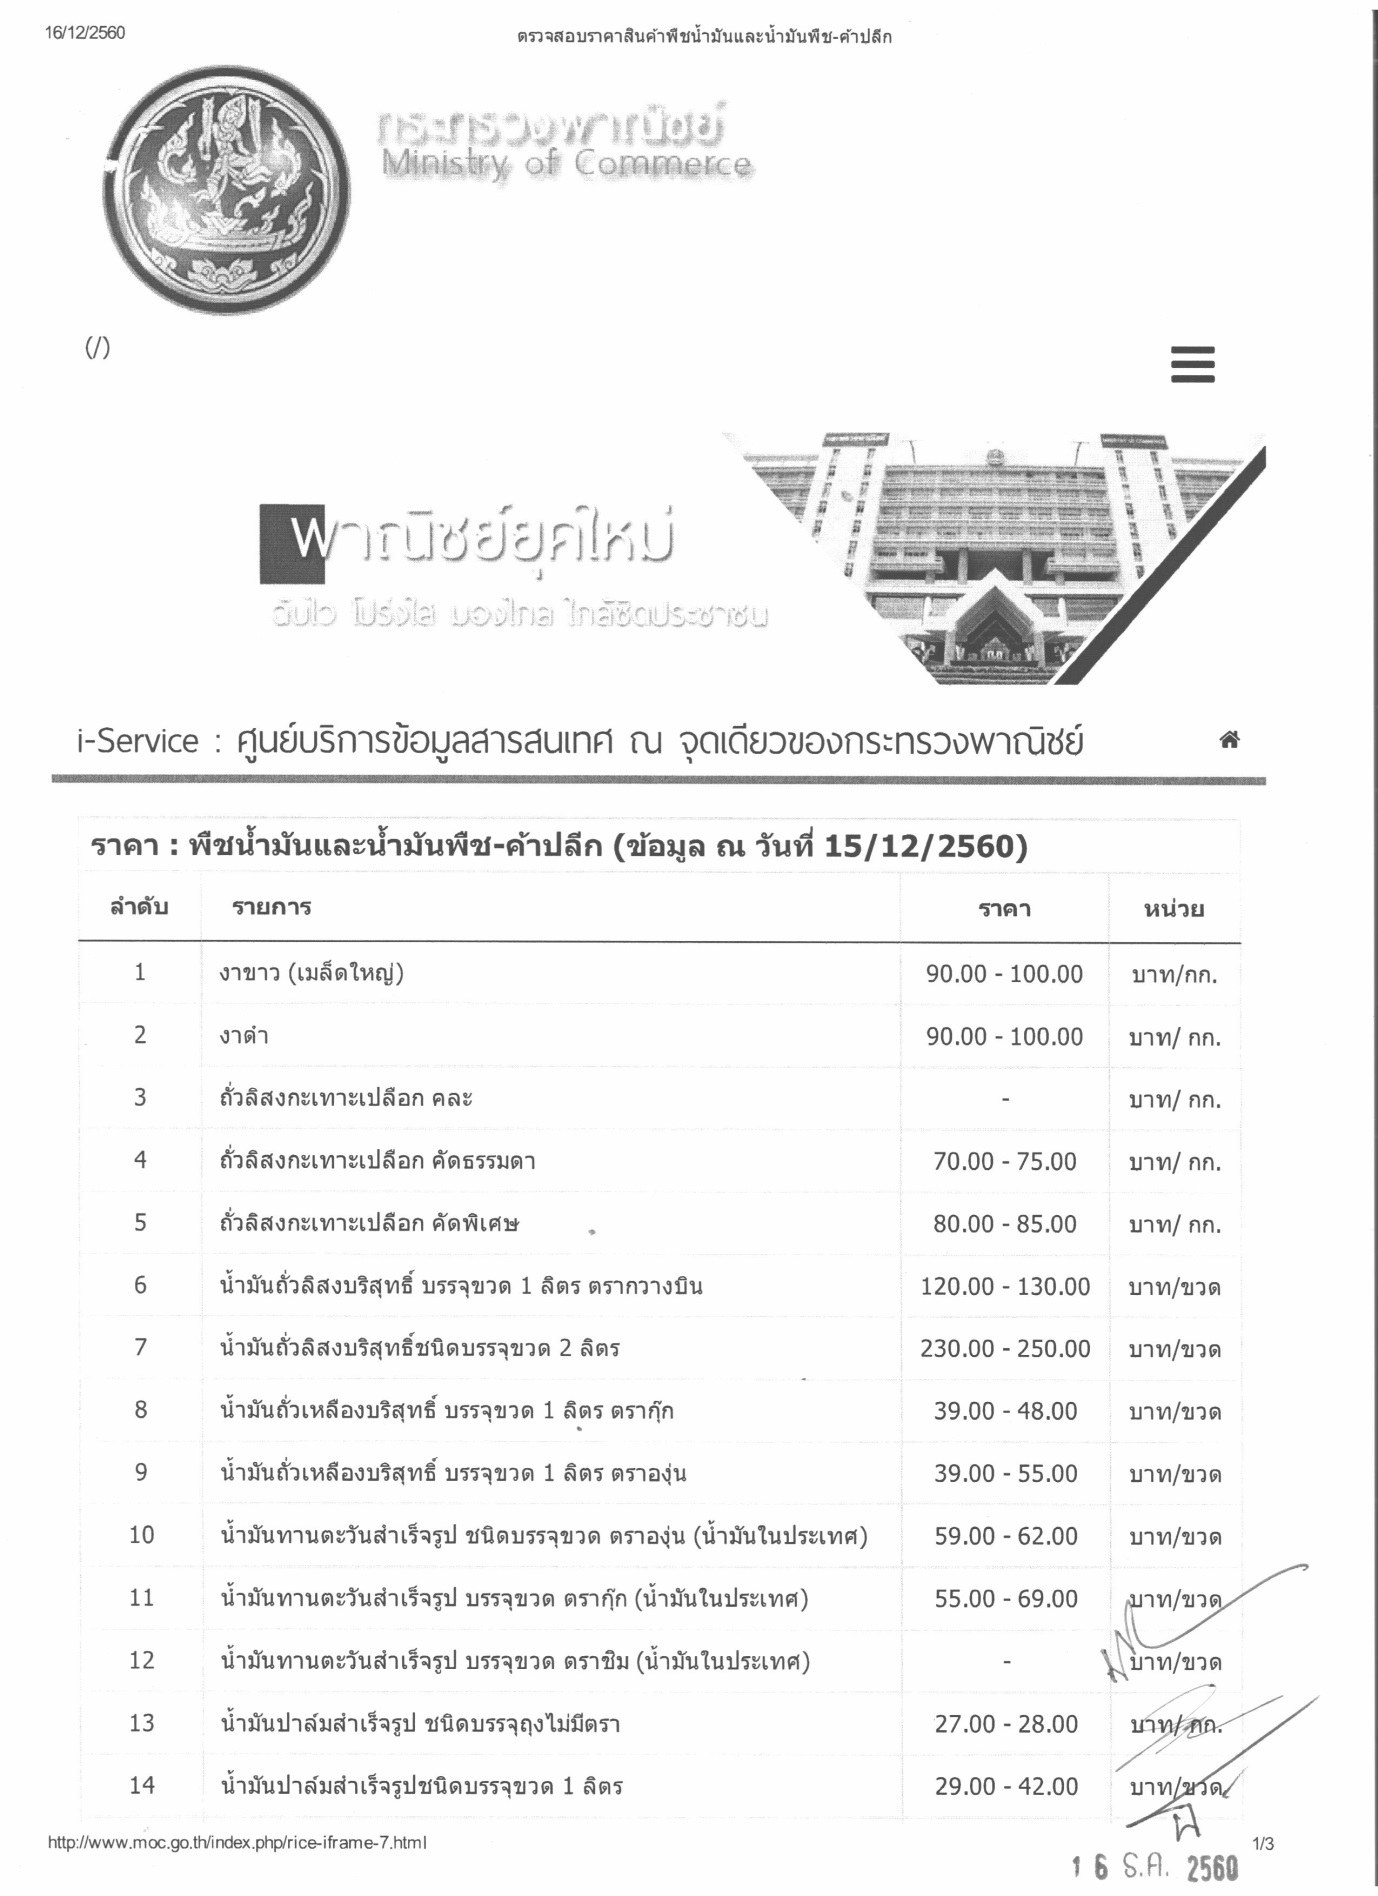 16/12/2560
ตรวจสอบราคาสินค้าพืชน้ำมันและน้ำมันพืช-ค้าปลีก
กระทรวงพาณิชย์
Ministry of Commerce
(/)
พาณิชย์ยุคใหม่
ฉับไว โปร่งใส มองไกล ใกล้ชิดประชาชน
i-Service : ศูนย์บริการข้อมูลสารสนเทศ ณ จุดเดียวของกระทรวงพาณิชย์
ราคา : พืชน้ำมันและน้ำมันพืช-ค้าปลีก (ข้อมูล ณ วันที่ 15/12/2560)
ลำดับ รายการ ราคา หน่วย
1 งาขาว (เมล็ดใหญ่) 90.00 - 100.00 บาท/กก.
2 งาดำ 90.00 - 100.00 บาท/ กก.
3 ถั่วลิสงกะเทาะเปลือก คละ - บาท/ กก.
4 ถั่วลิสงกะเทาะเปลือก คัดธรรมดา 70.00 - 75.00 บาท/ กก.
5 ถั่วลิสงกะเทาะเปลือก คัดพิเศษ 80.00 - 85.00 บาท/ กก.
6 น้ำมันถั่วลิสงบริสุทธิ์ บรรจุขวด 1 ลิตร ตรากวางบิน 120.00 - 130.00 บาท/ขวด
7 น้ำมันถั่วลิสงบริสุทธิ์ชนิดบรรจุขวด 2 ลิตร 230.00 - 250.00 บาท/ขวด
8 น้ำมันถั่วเหลืองบริสุทธิ์ บรรจุขวด 1 ลิตร ตรากุ๊ก 39.00 - 48.00 บาท/ขวด
9 น้ำมันถั่วเหลืองบริสุทธิ์ บรรจุขวด 1 ลิตร ตราองุ่น 39.00 - 55.00 บาท/ขวด
10 น้ำมันทานตะวันสำเร็จรูป ชนิดบรรจุขวด ตราองุ่น (น้ำมันในประเทศ) 59.00 - 62.00 บาท/ขวด
11 น้ำมันทานตะวันสำเร็จรูป บรรจุขวด ตรากุ๊ก (น้ำมันในประเทศ) 55.00 - 69.00 บาท/ขวด
12 น้ำมันทานตะวันสำเร็จรูป บรรจุขวด ตราชิม (น้ำมันในประเทศ) - บาท/ขวด
13 น้ำมันปาล์มสำเร็จรูป ชนิดบรรจุถุงไม่มีตรา 27.00 - 28.00 บาท/ กก.
14 น้ำมันปาล์มสำเร็จรูปชนิดบรรจุขวด 1 ลิตร 29.00 - 42.00 บาท/ขวด
http://www.moc.go.th/index.php/rice-iframe-7.html
1/3
16 ธ.ค. 2560